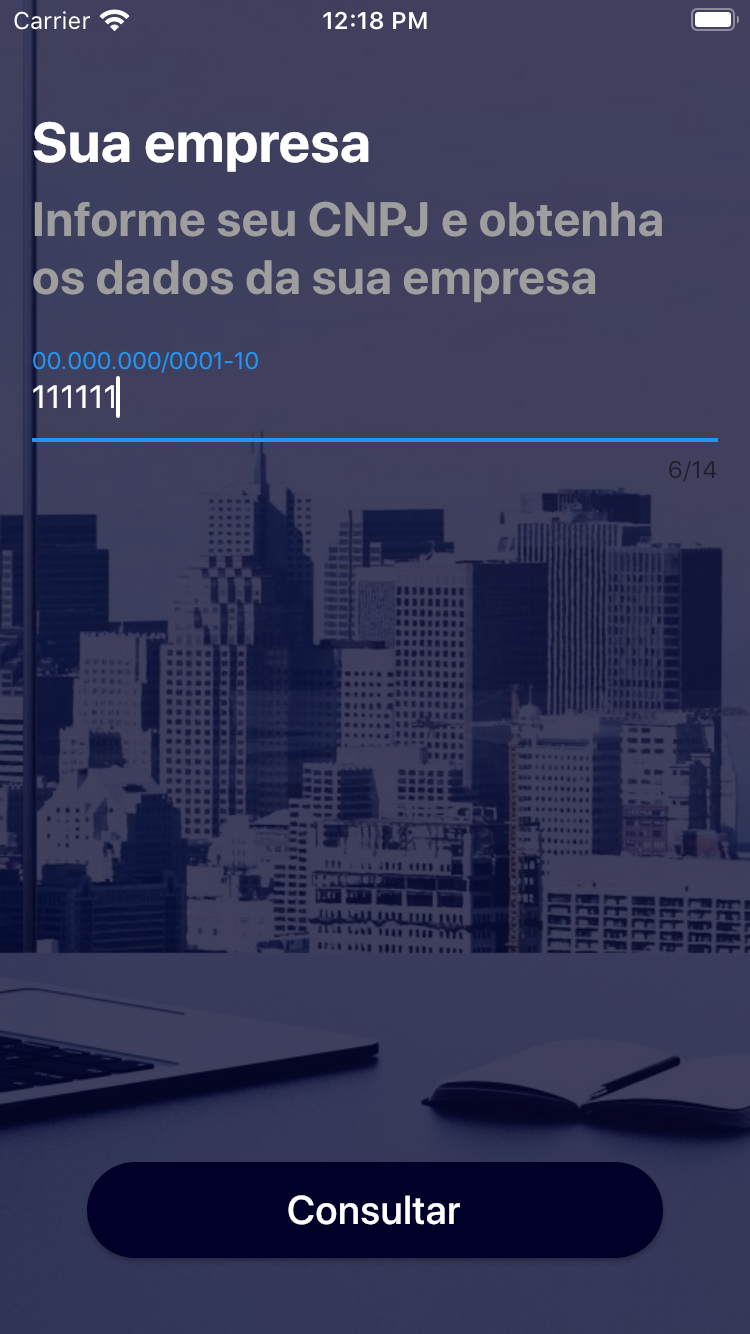 Carrier 12:18 PM
Sua empresa
Informe seu CNPJ e obtenha
os dados da sua empresa
00.000.000/0001-10
111111
6/14
Consultar